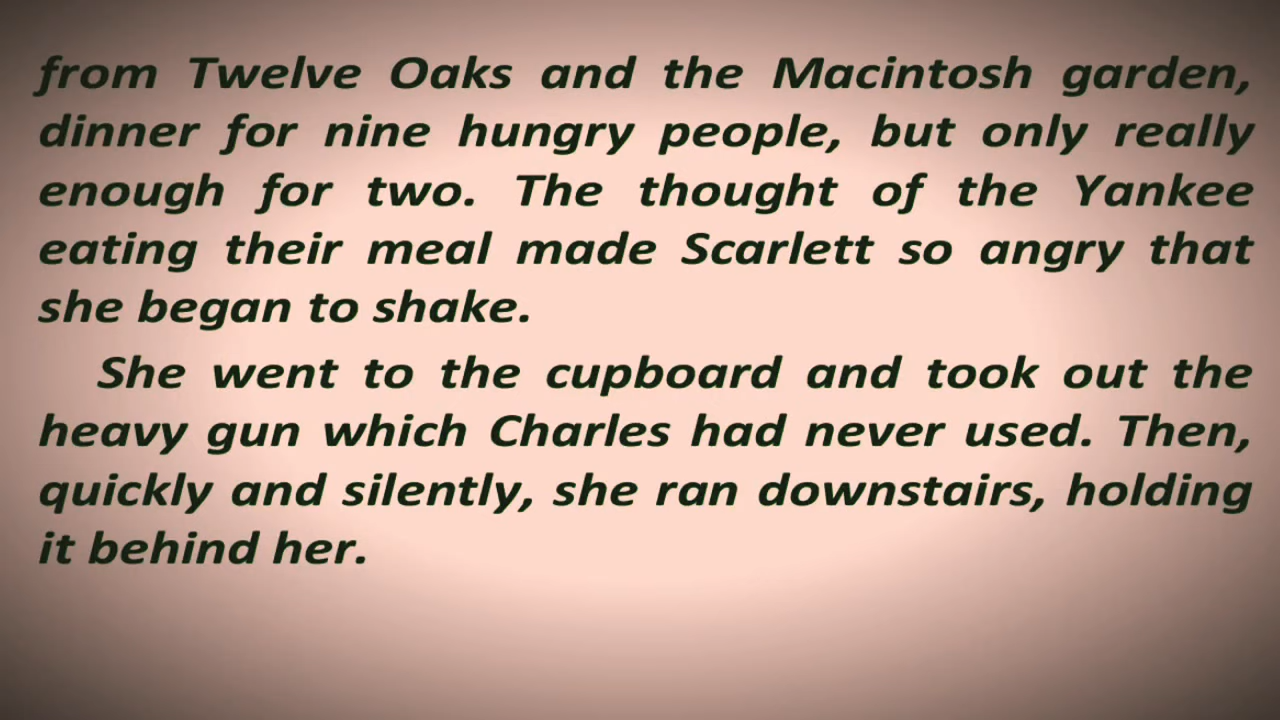 from Twelve Oaks and the Macintosh garden,
dinner for nine hungry people, but only really
enough for two. The thought of the Yankee
eating their meal made Scarlett so angry that
she began to shake.
She went to the cupboard and took out the
heavy gun which Charles had never used. Then,
quickly and silently, she ran downstairs, holding
it behind her.